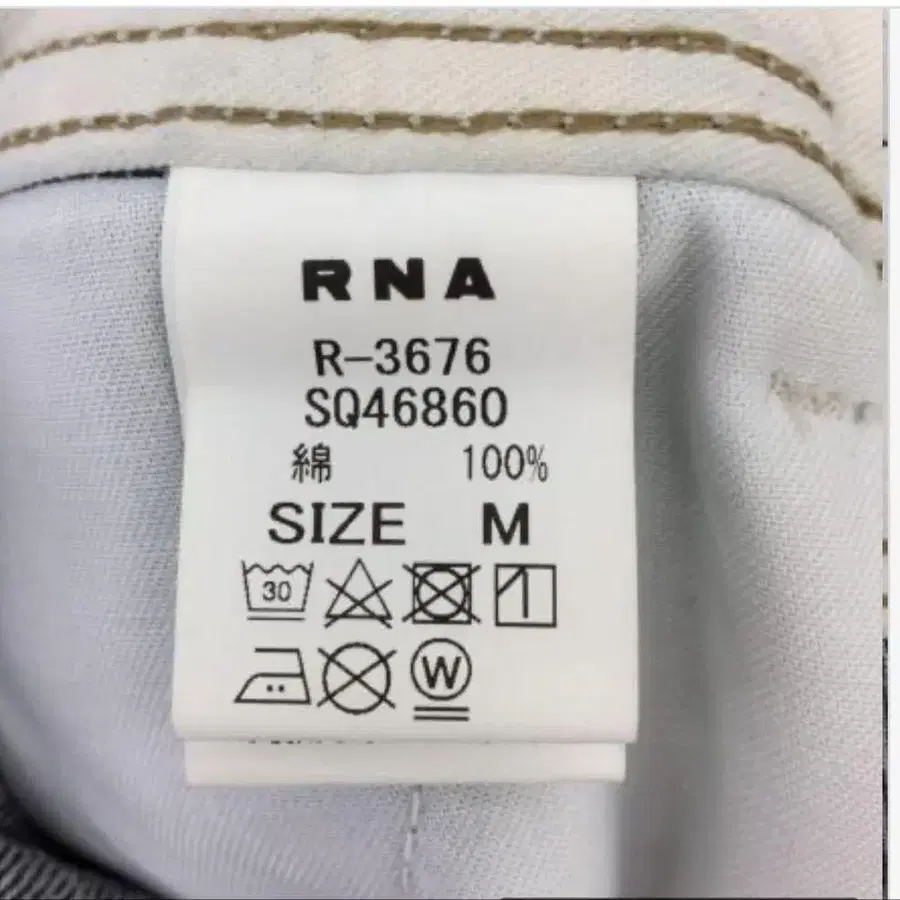 RNA
R-3676
SQ46860
綿 100%
SIZE M
30
W